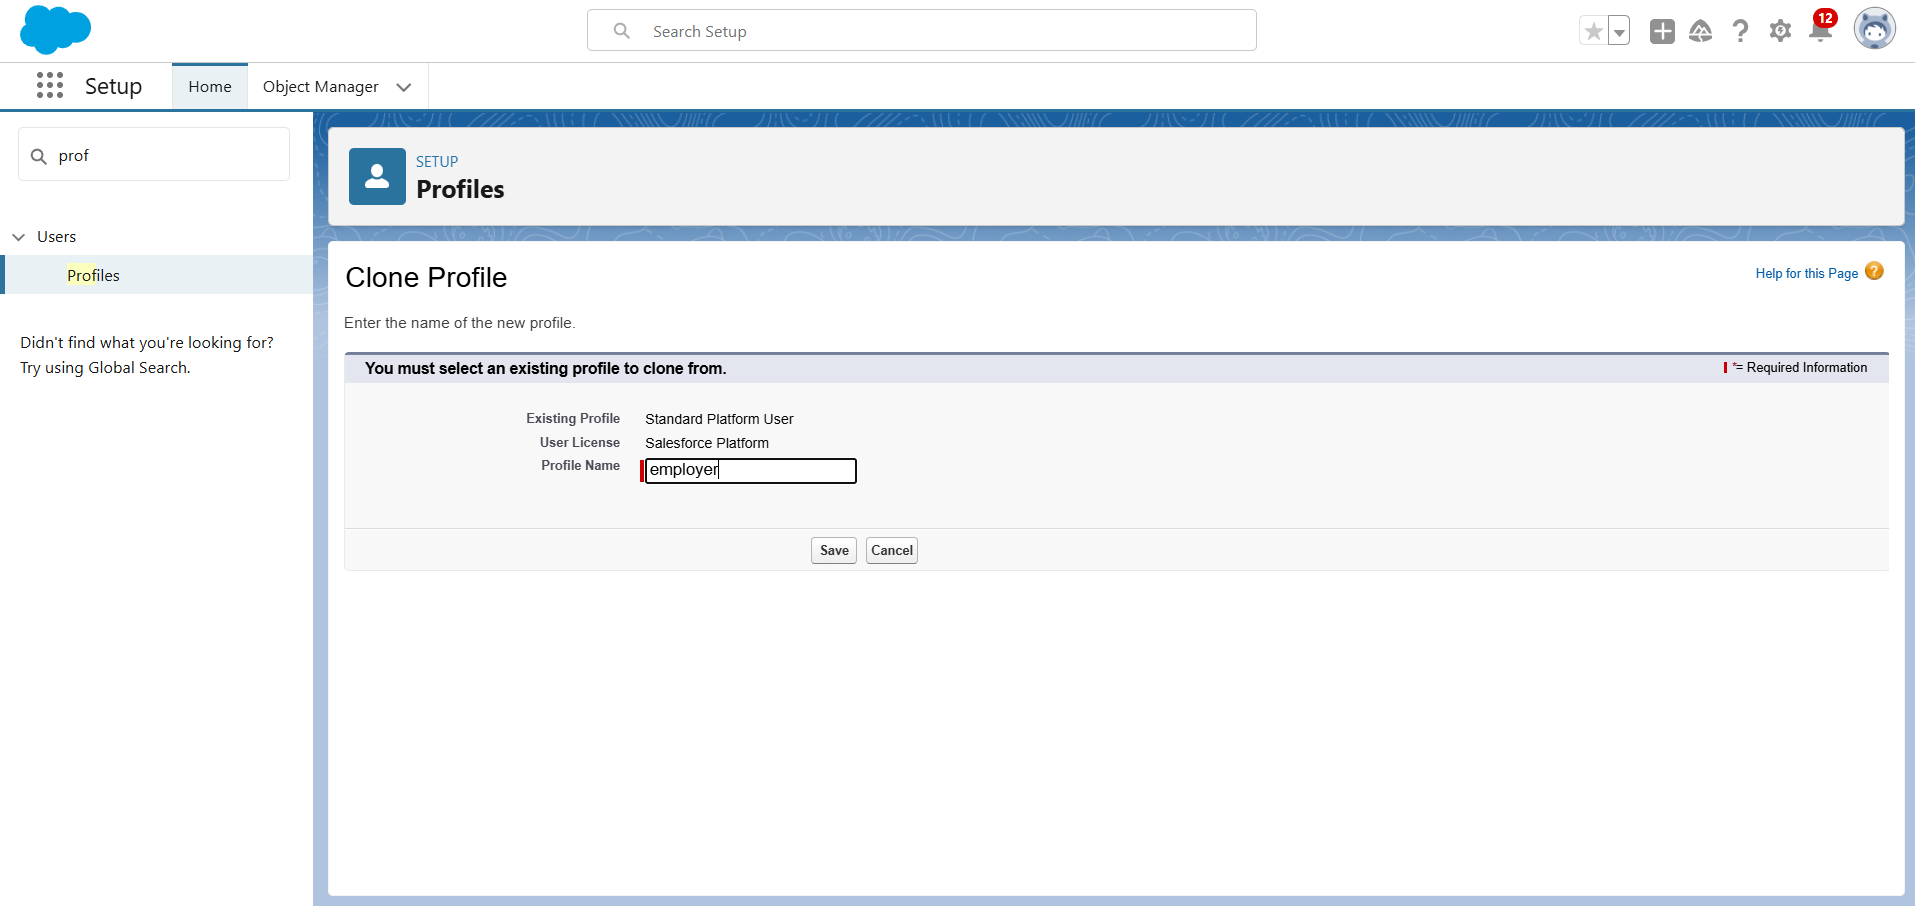 Search Setup
12
Setup
Home
Object Manager
prof
Users
Profiles
Didn't find what you're looking for?
Try using Global Search.
SETUP
Profiles
Clone Profile
Help for this Page
?
Enter the name of the new profile.
You must select an existing profile to clone from.
*= Required Information
Existing Profile Standard Platform User
User License Salesforce Platform
Profile Name employer
Save Cancel